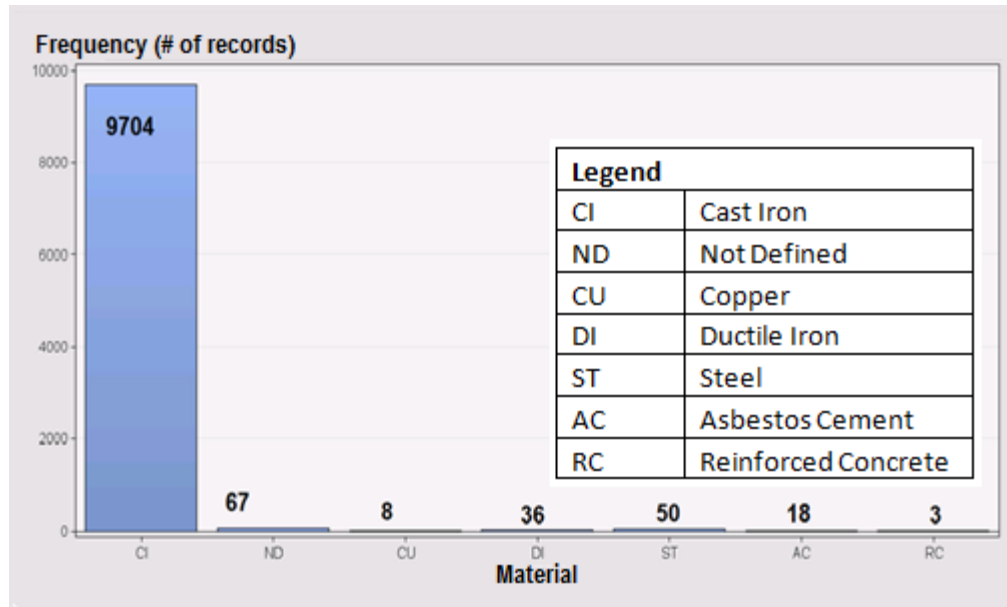 Frequency (# of records)
10000
8000
6000
4000
2000
0
9704
67
8
36
50
18
3
CI
ND
CU
DI
ST
AC
RC
Material
Legend
CI Cast Iron
ND Not Defined
CU Copper
DI Ductile Iron
ST Steel
AC Asbestos Cement
RC Reinforced Concrete